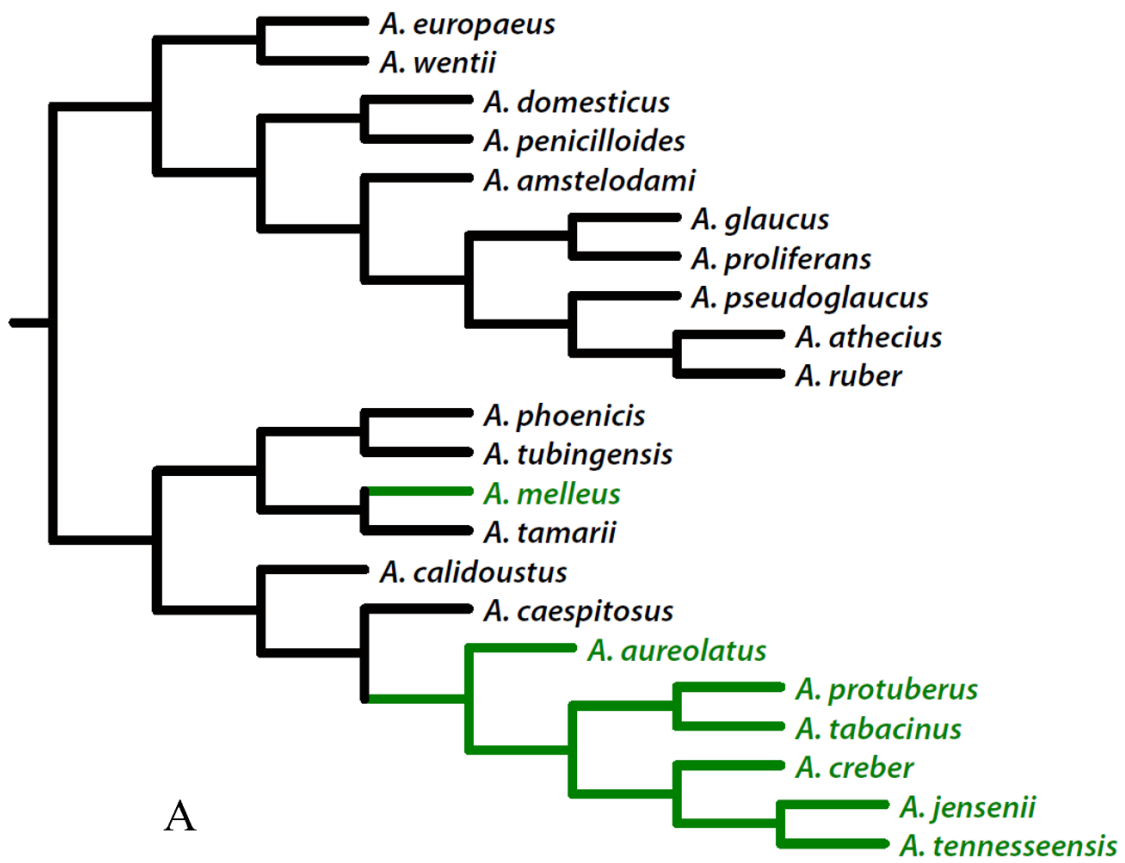 A. europaeus
A. wentii
A. domesticus
A. penicilloides
A. amstelodami
A. glaucus
A. proliferans
A. pseudoglaucus
A. athecius
A. ruber
A. phoenicis
A. tubingensis
A. melleus
A. tamarii
A. calidoustus
A. caespitosus
A. aureolatus
A. protuberus
A. tabacinus
A. creber
A. jensenii
A. tennesseensis
A